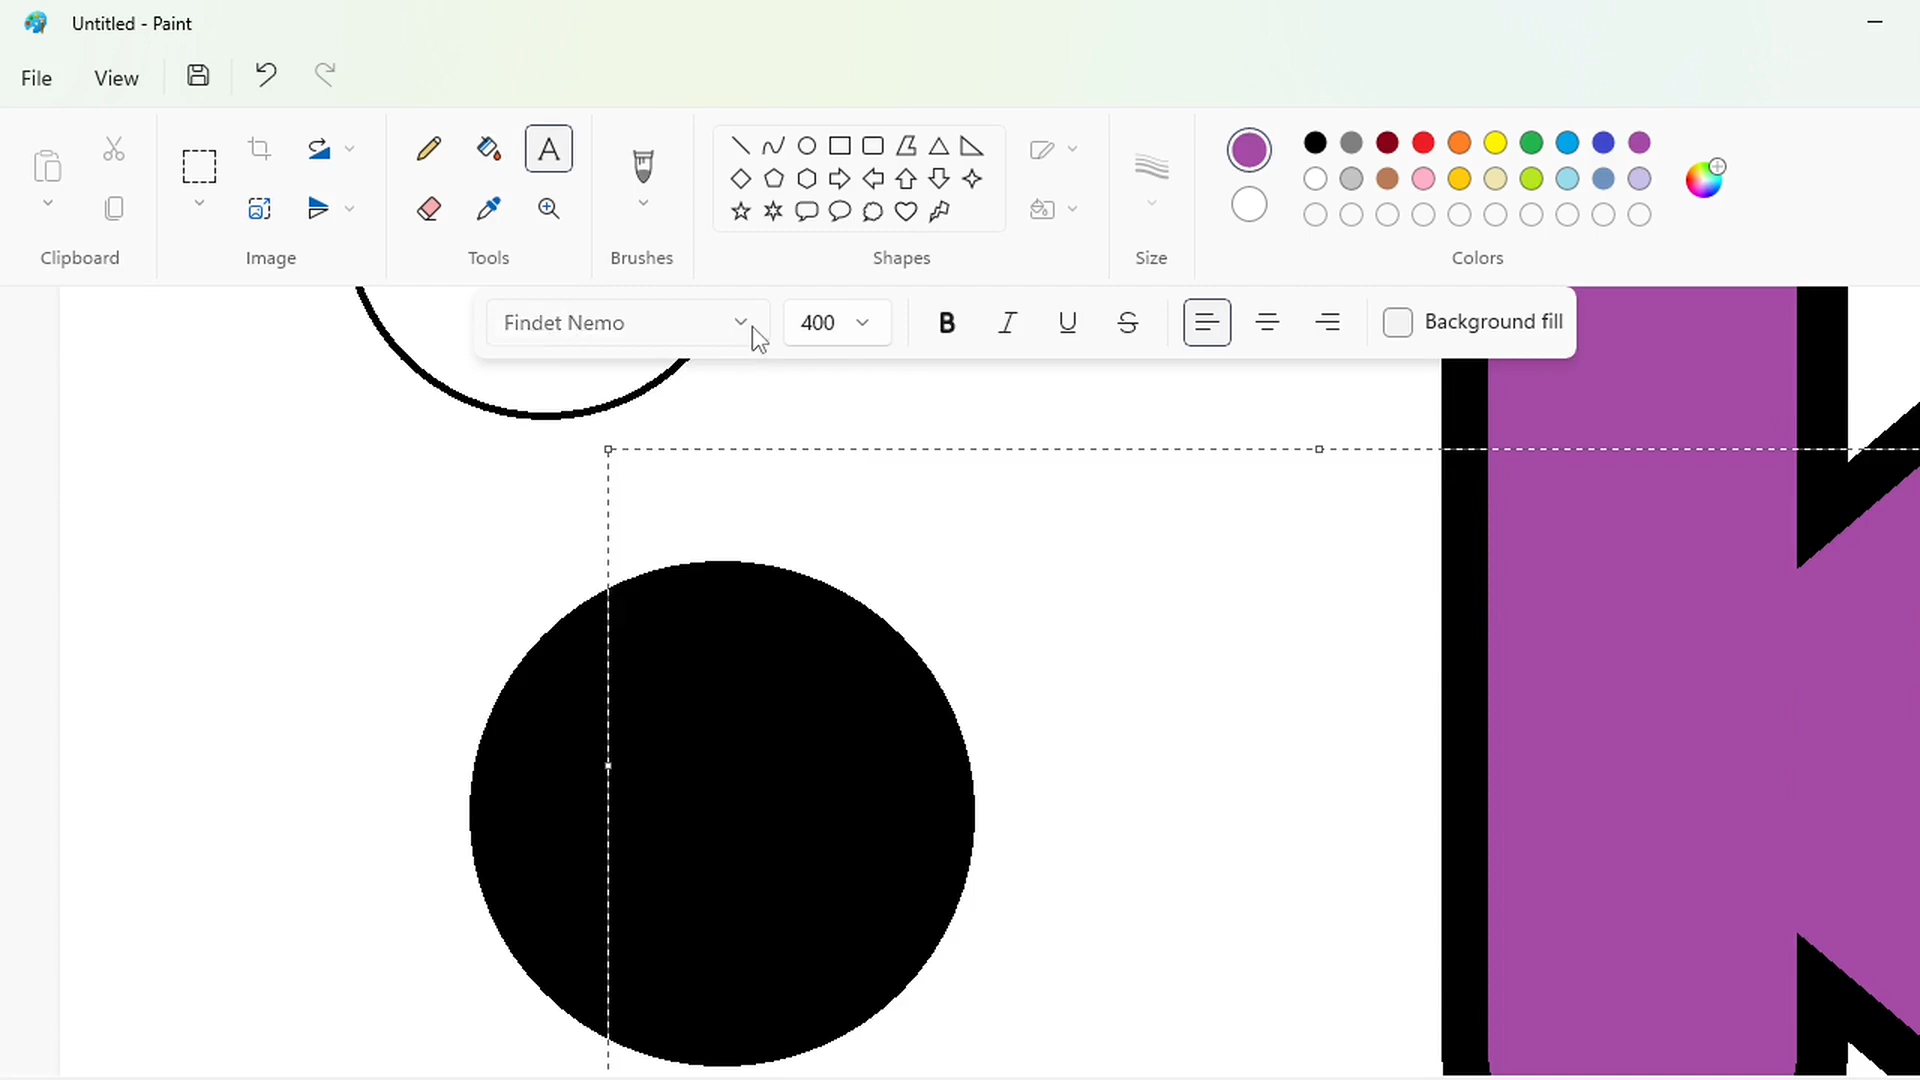 Untitled - Paint
File View
A
Clipboard Image Tools Brushes Shapes Size Colors
Findet Nemo 400 B I U S Background fill